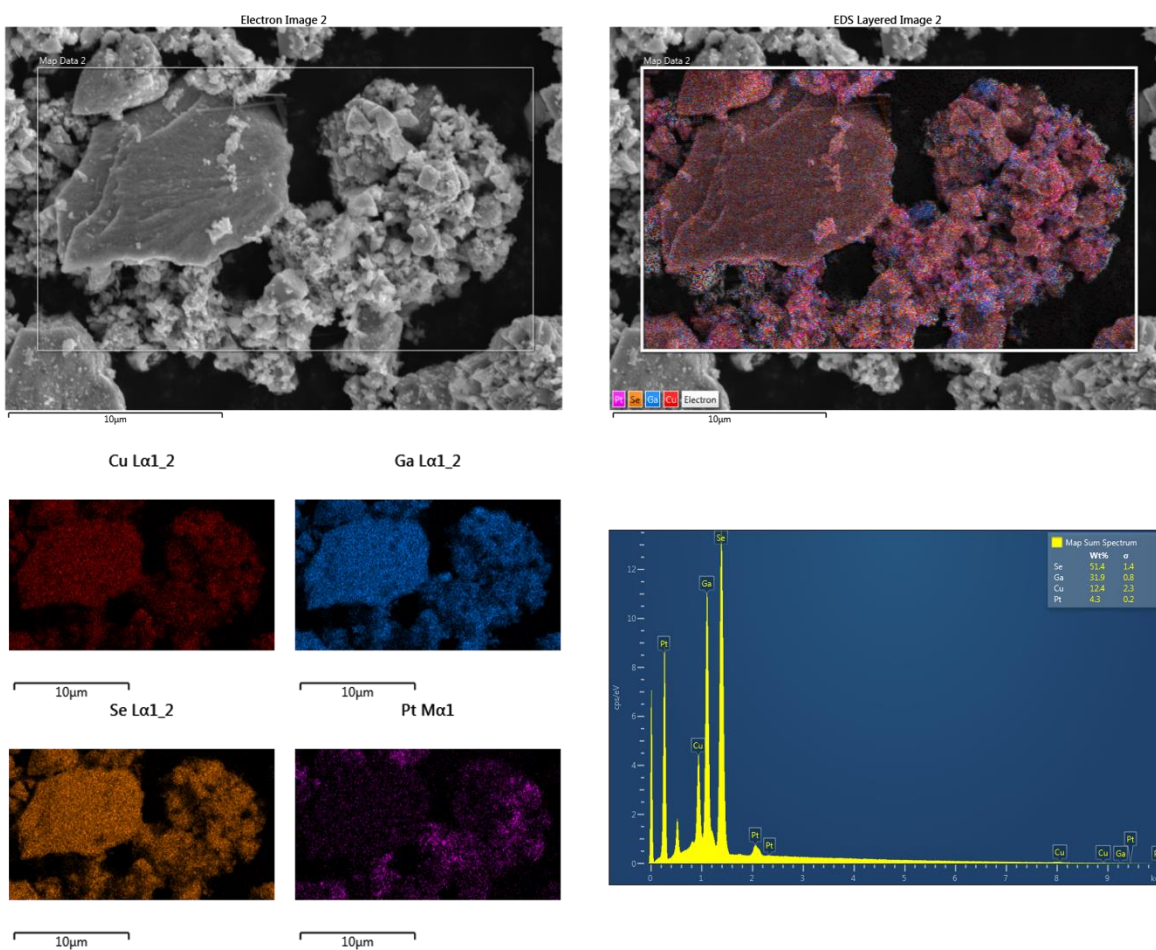 Electron Image 2
Map Data 2
10μm
EDS Layered Image 2
Map Data 2
Pt Se Ga Cu Electron
10μm
Cu Lα1_2
10μm
Ga Lα1_2
10μm
Se Lα1_2
10μm
Pt Mα1
10μm
Map Sum Spectrum
Wt% σ
Se 51.4 1.4
Ga 31.9 0.8
Cu 12.4 2.3
Pt 4.3 0.2
cps/eV
12
10
8
6
4
2
0
Pt
Cu
Ga
Se
Pt
Pt
Cu
Cu
Ga
Pt
0 1 2 3 4 5 6 7 8 9